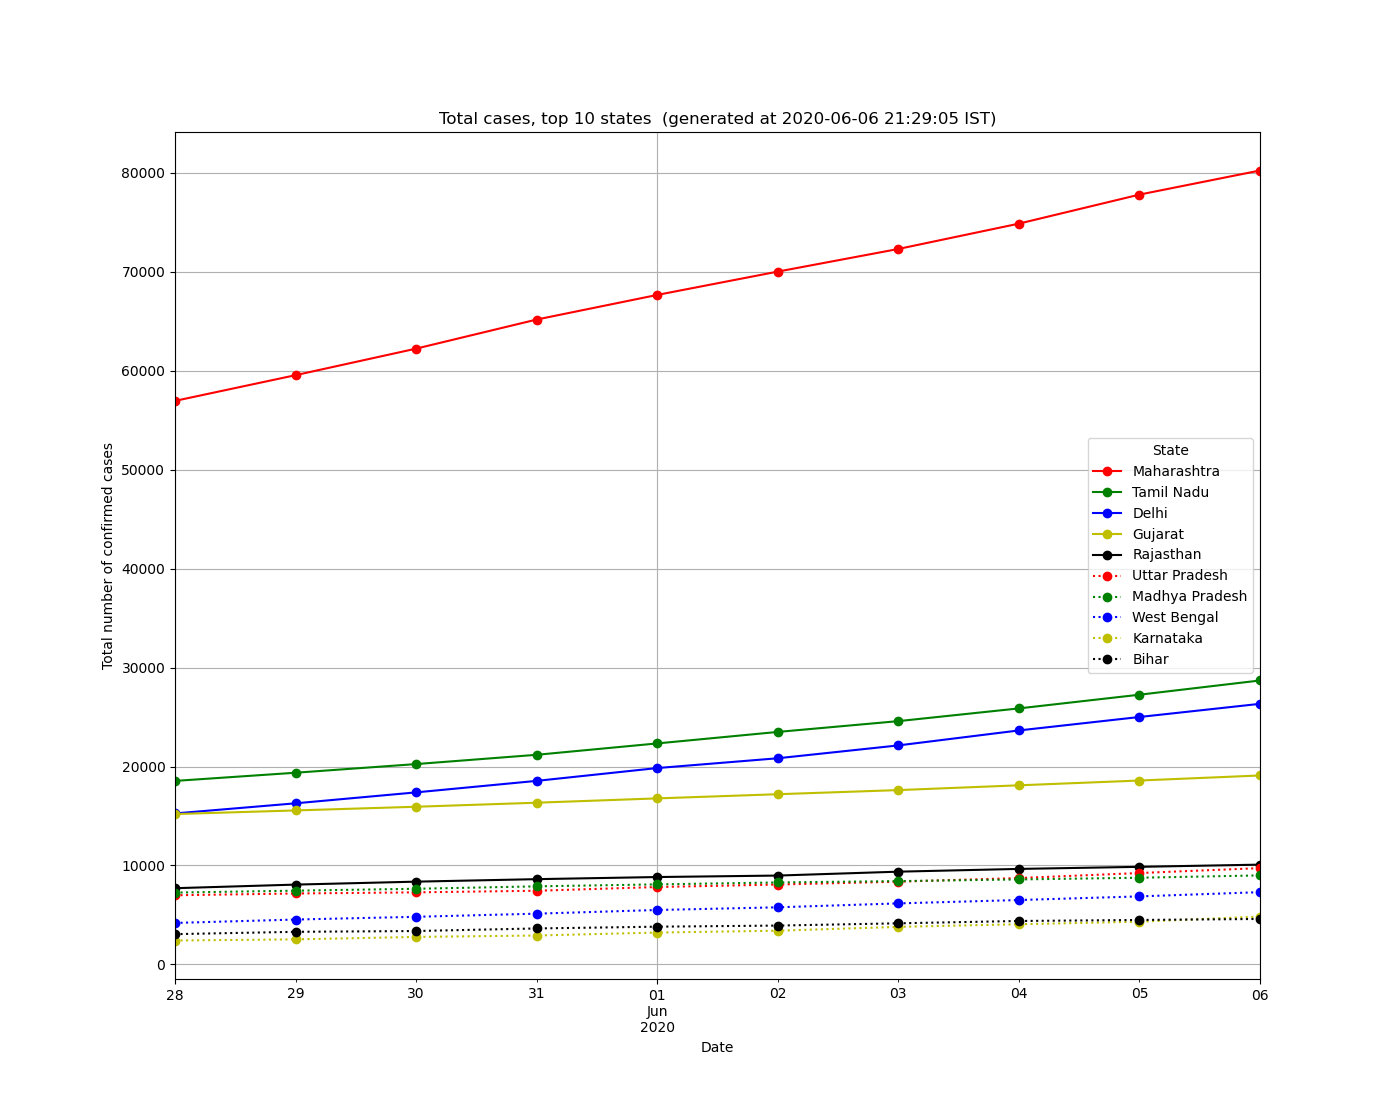 Total cases, top 10 states  (generated at 2020-06-06 21:29:05 IST)
Total number of confirmed cases
80000
70000
60000
50000
40000
30000
20000
10000
0
State
Maharashtra
Tamil Nadu
Delhi
Gujarat
Rajasthan
Uttar Pradesh
Madhya Pradesh
West Bengal
Karnataka
Bihar
28 29 30 31 01 02 03 04 05 06
Jun
2020
Date